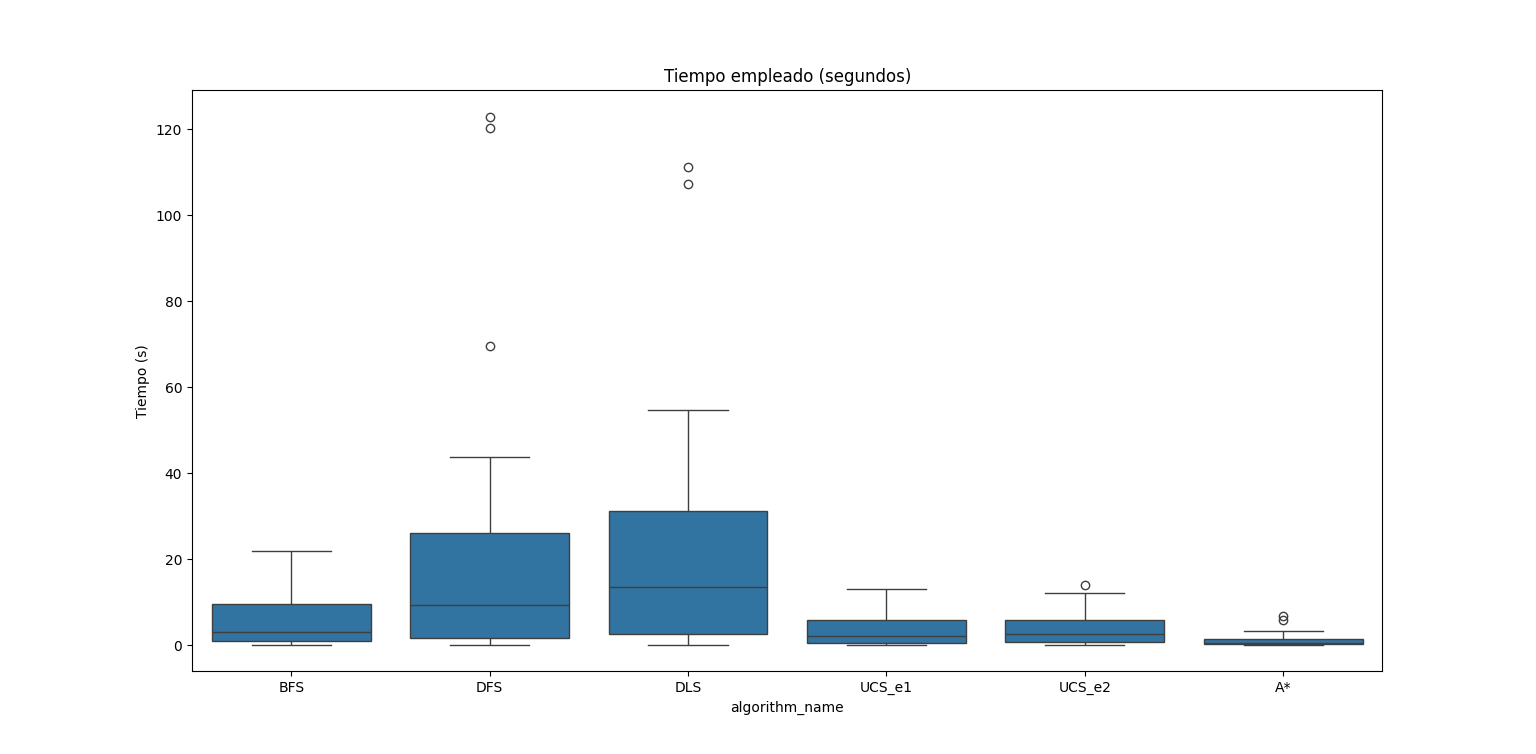 Tiempo empleado (segundos)
Tiempo (s)
120
100
80
60
40
20
0
BFS DFS DLS UCS_e1 UCS_e2 A*
algorithm_name